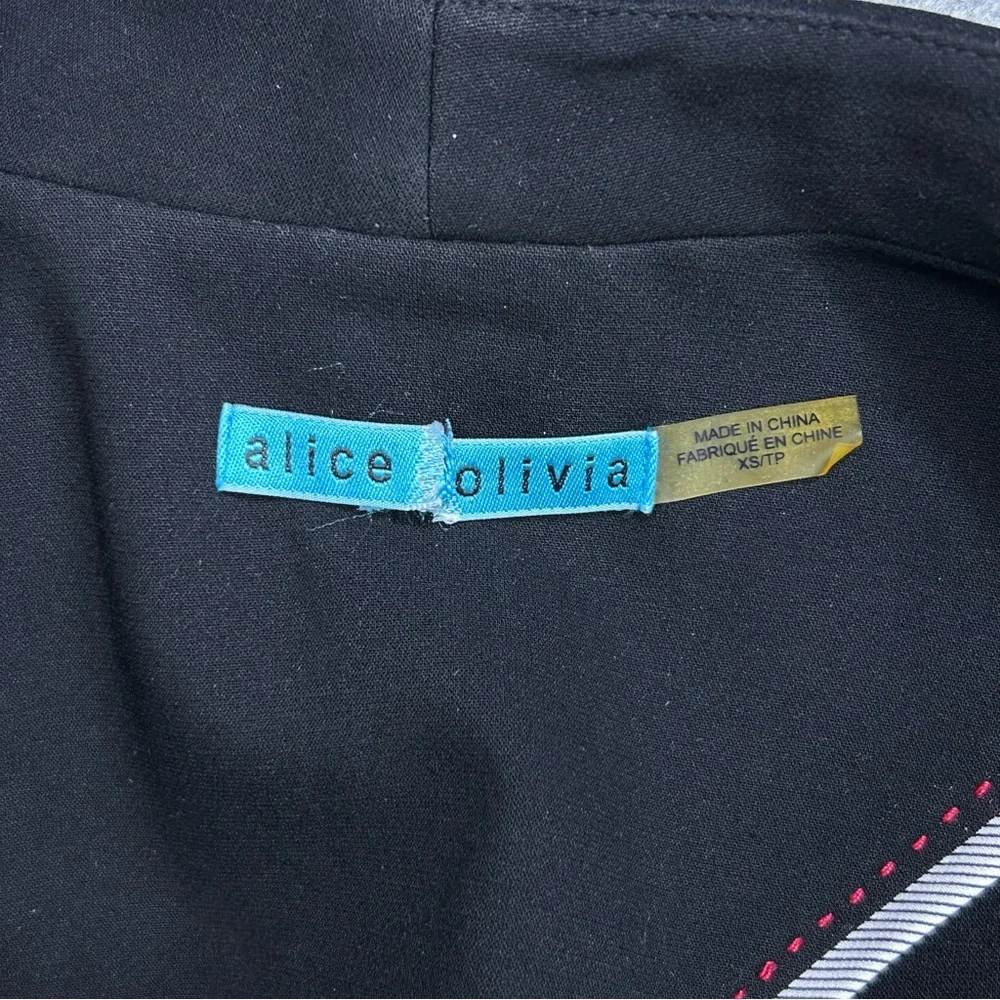 alice olivia
MADE IN CHINA
FABRIQUÉ EN CHINE
XS/TP